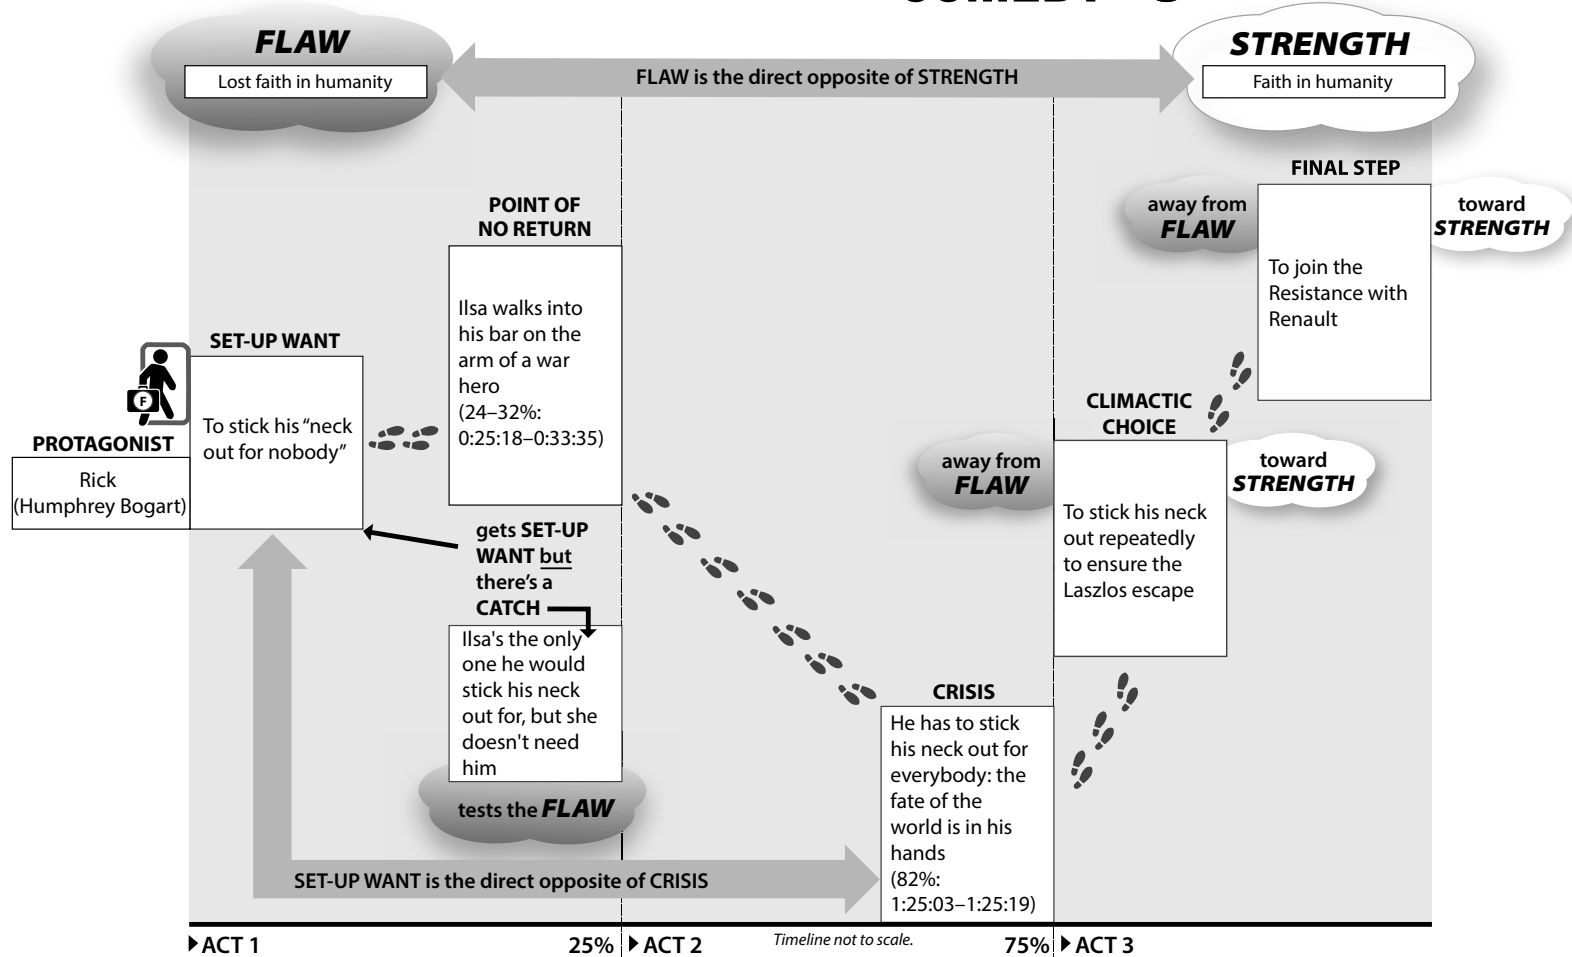 FLAW
Lost faith in humanity
FLAW is the direct opposite of STRENGTH
STRENGTH
Faith in humanity
FINAL STEP
away from
FLAW
toward
STRENGTH
To join the
Resistance with
Renault
POINT OF
NO RETURN
Ilsa walks into
his bar on the
arm of a war
hero
(24–32%:
0:25:18–0:33:35)
SET-UP WANT
To stick his “neck
out for nobody”
F
PROTAGONIST
Rick
(Humphrey Bogart)
gets SET-UP
WANT but
there’s a
CATCH
Ilsa's the only
one he would
stick his neck
out for, but she
doesn't need
him
tests the FLAW
CLIMACTIC
CHOICE
away from
FLAW
toward
STRENGTH
To stick his neck
out repeatedly
to ensure the
Laszlos escape
CRISIS
He has to stick
his neck out for
everybody: the
fate of the
world is in his
hands
(82%:
1:25:03–1:25:19)
SET-UP WANT is the direct opposite of CRISIS
ACT 1
25%
ACT 2
Timeline not to scale.
75%
ACT 3